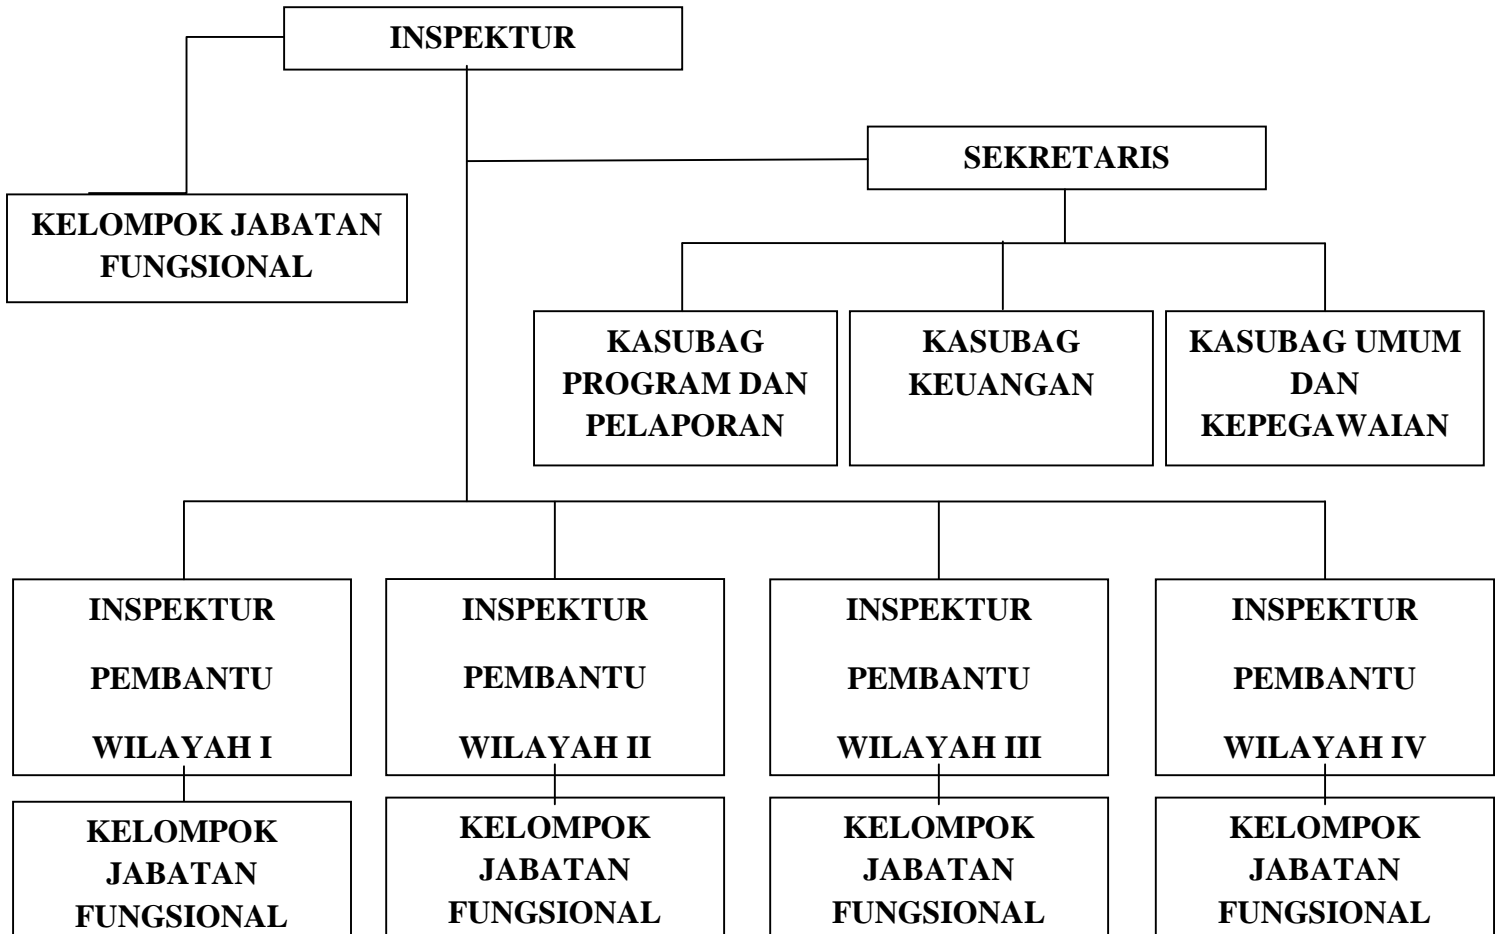 INSPEKTUR
SEKRETARIS
KELOMPOK JABATAN
FUNGSIONAL
KASUBAG
PROGRAM DAN
PELAPORAN
KASUBAG
KEUANGAN
KASUBAG UMUM
DAN
KEPEGAWAIAN
INSPEKTUR
PEMBANTU
WILAYAH I
INSPEKTUR
PEMBANTU
WILAYAH II
INSPEKTUR
PEMBANTU
WILAYAH III
INSPEKTUR
PEMBANTU
WILAYAH IV
KELOMPOK
JABATAN
FUNGSIONAL
KELOMPOK
JABATAN
FUNGSIONAL
KELOMPOK
JABATAN
FUNGSIONAL
KELOMPOK
JABATAN
FUNGSIONAL